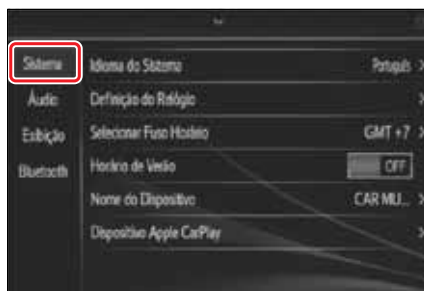 Sistema
Áudio
Exibição
Bluetooth
Idioma do Sistema Português
Definição do Relógio
Selecionar Fuso Horário GMT +7
Horário de Verão OFF
Nome do Dispositivo CAR MU...
Dispositivo Apple CarPlay